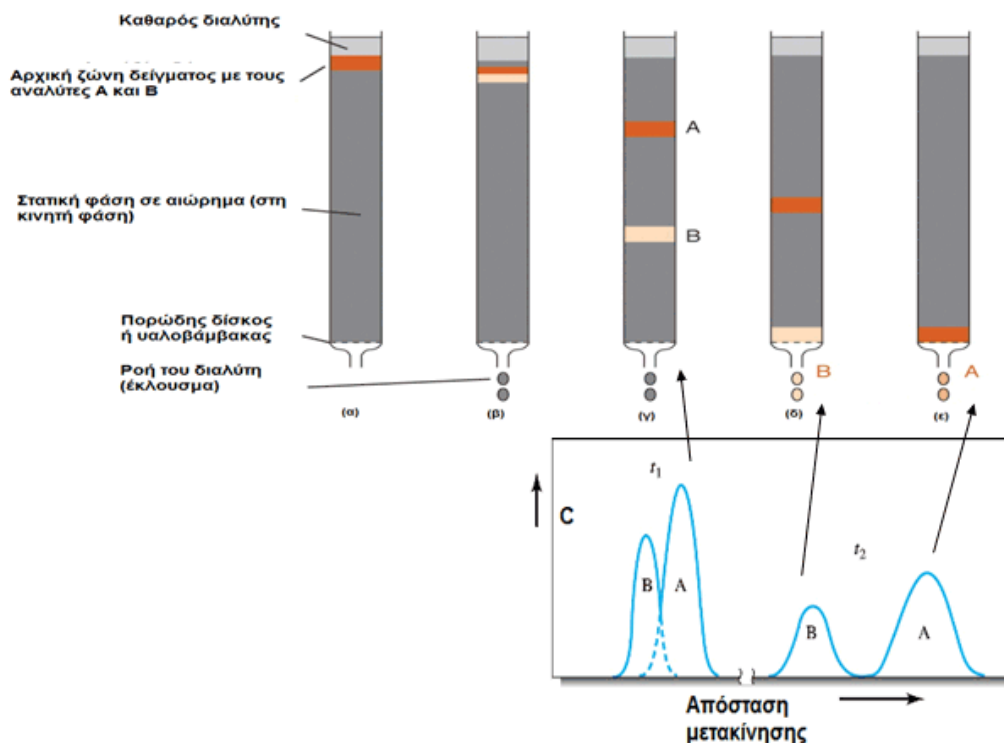 Καθαρός διαλύτης
Αρχική ζώνη δείγματος με τους
αναλύτες Α και Β
Στατική φάση σε αιώρημα (στη
κινητή φάση)
Πορώδης δίσκος
ή υαλοβάμβακας
Ροή του διαλύτη
(έκλουσμα)
A
B
B
A
(α)
(β)
(γ)
(δ)
(ε)
C
t1
t2
B
A
B
A
Απόσταση
μετακίνησης